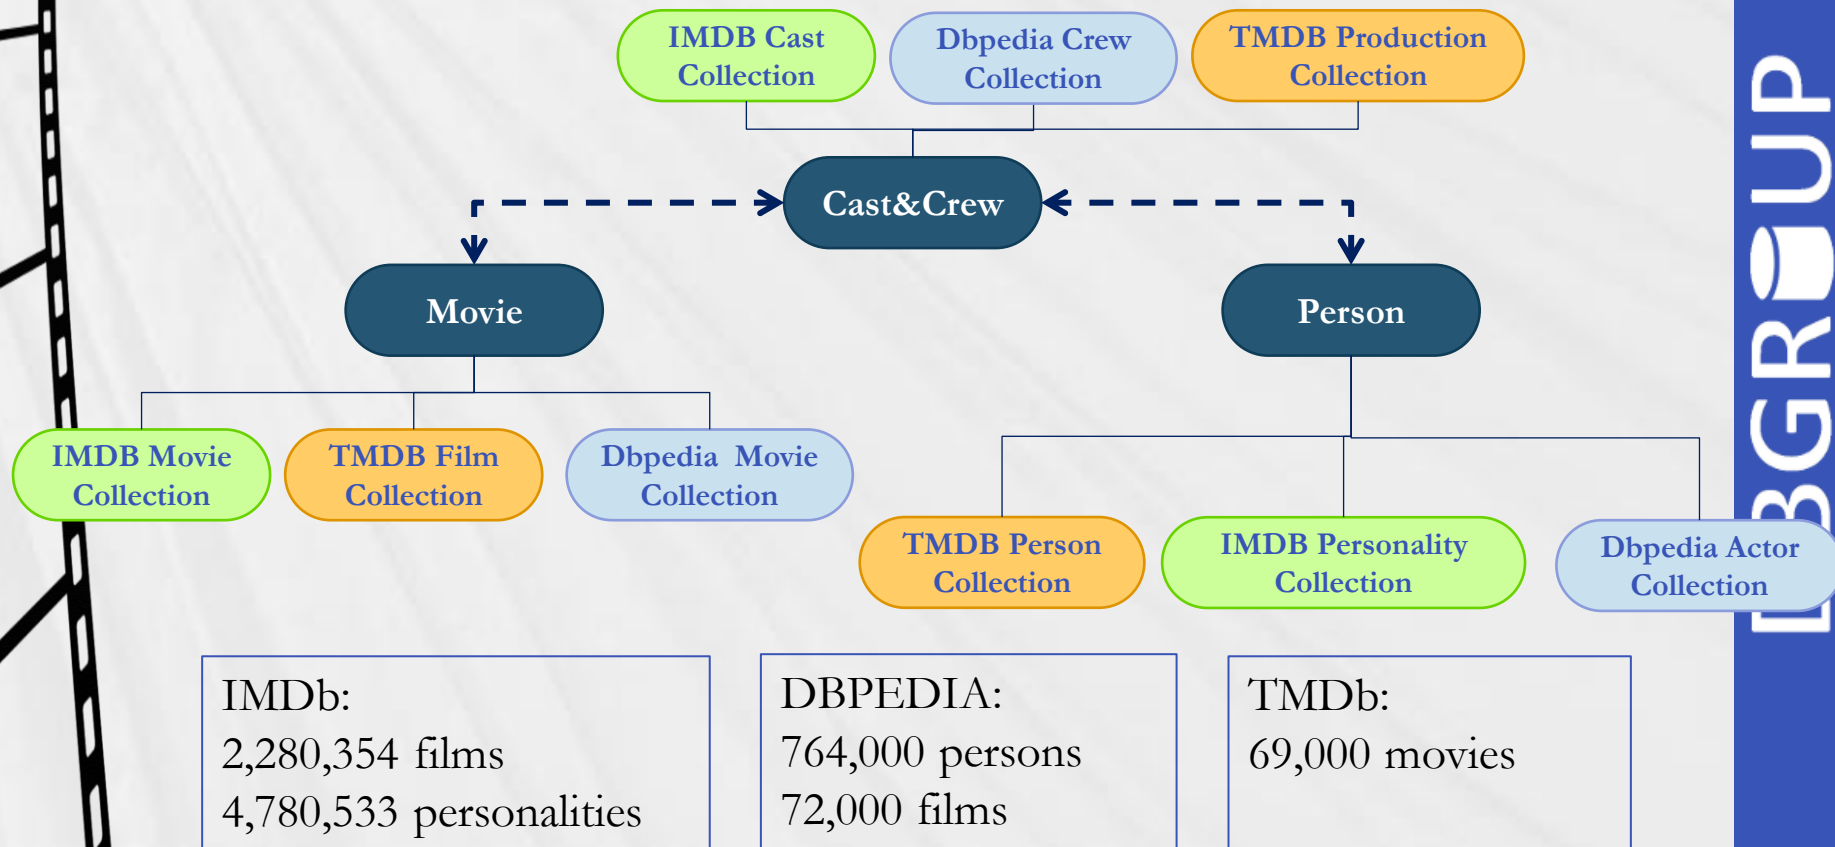 IMDB Cast
Collection
Dbpedia Crew
Collection
TMDB Production
Collection
Cast&Crew
Movie
Person
IMDB Movie
Collection
TMDB Film
Collection
Dbpedia  Movie
Collection
TMDB Person
Collection
IMDB Personality
Collection
Dbpedia Actor
Collection
IMDb:
2,280,354 films
4,780,533 personalities
DBPEDIA:
764,000 persons
72,000 films
TMDb:
69,000 movies
BGROUP